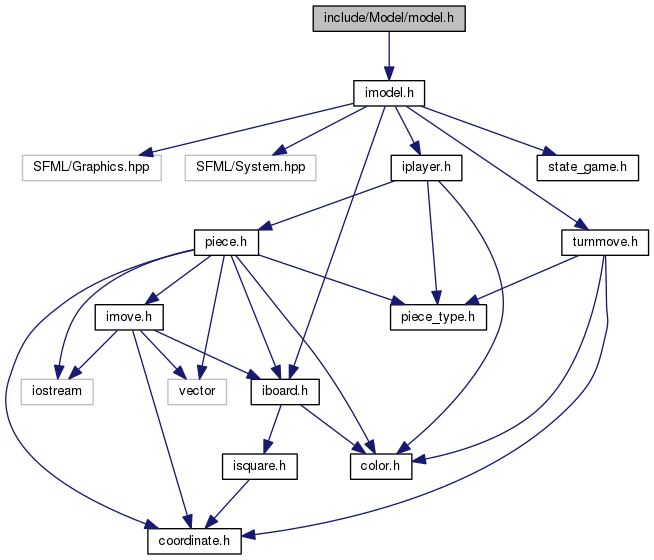 include/Model/model.h
imodel.h
SFML/Graphics.hpp
SFML/System.hpp
iplayer.h
state_game.h
piece.h
turnmove.h
imove.h
piece_type.h
iostream
vector
iboard.h
isquare.h
color.h
coordinate.h